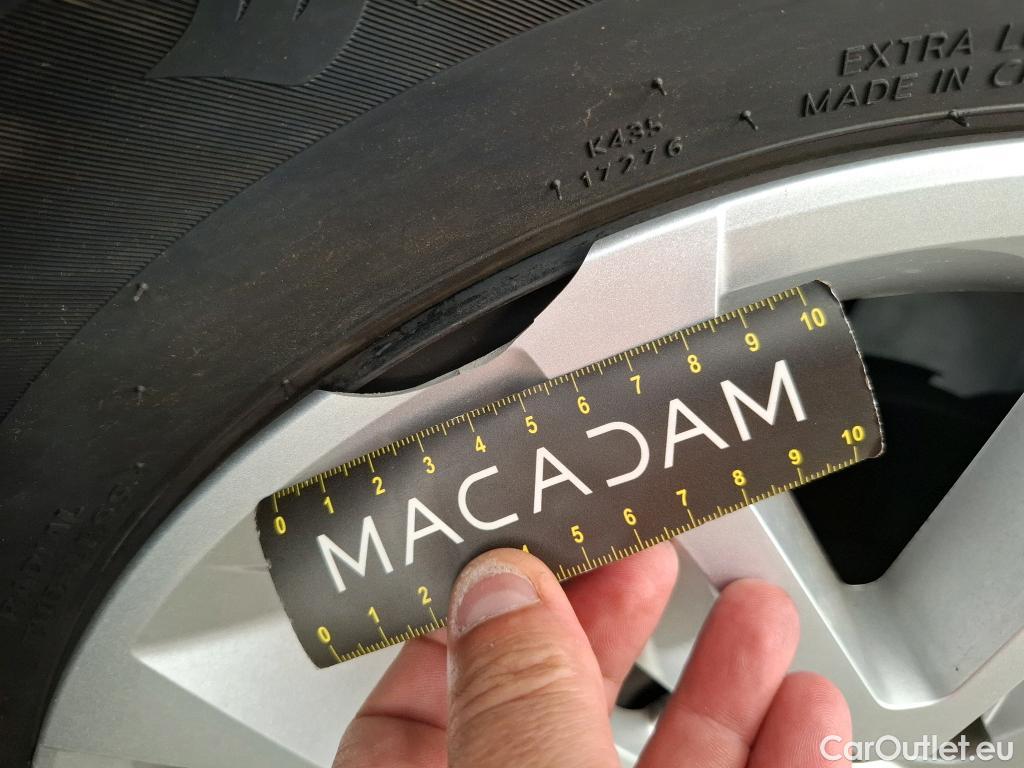 EXTRA
MADE IN
K435
17276
RADIAL
0 1 2 3 4 5 6 7 8 9 10
MACADAM
0 1 2 4 5 6 7 8 9 10
CarOutlet.eu